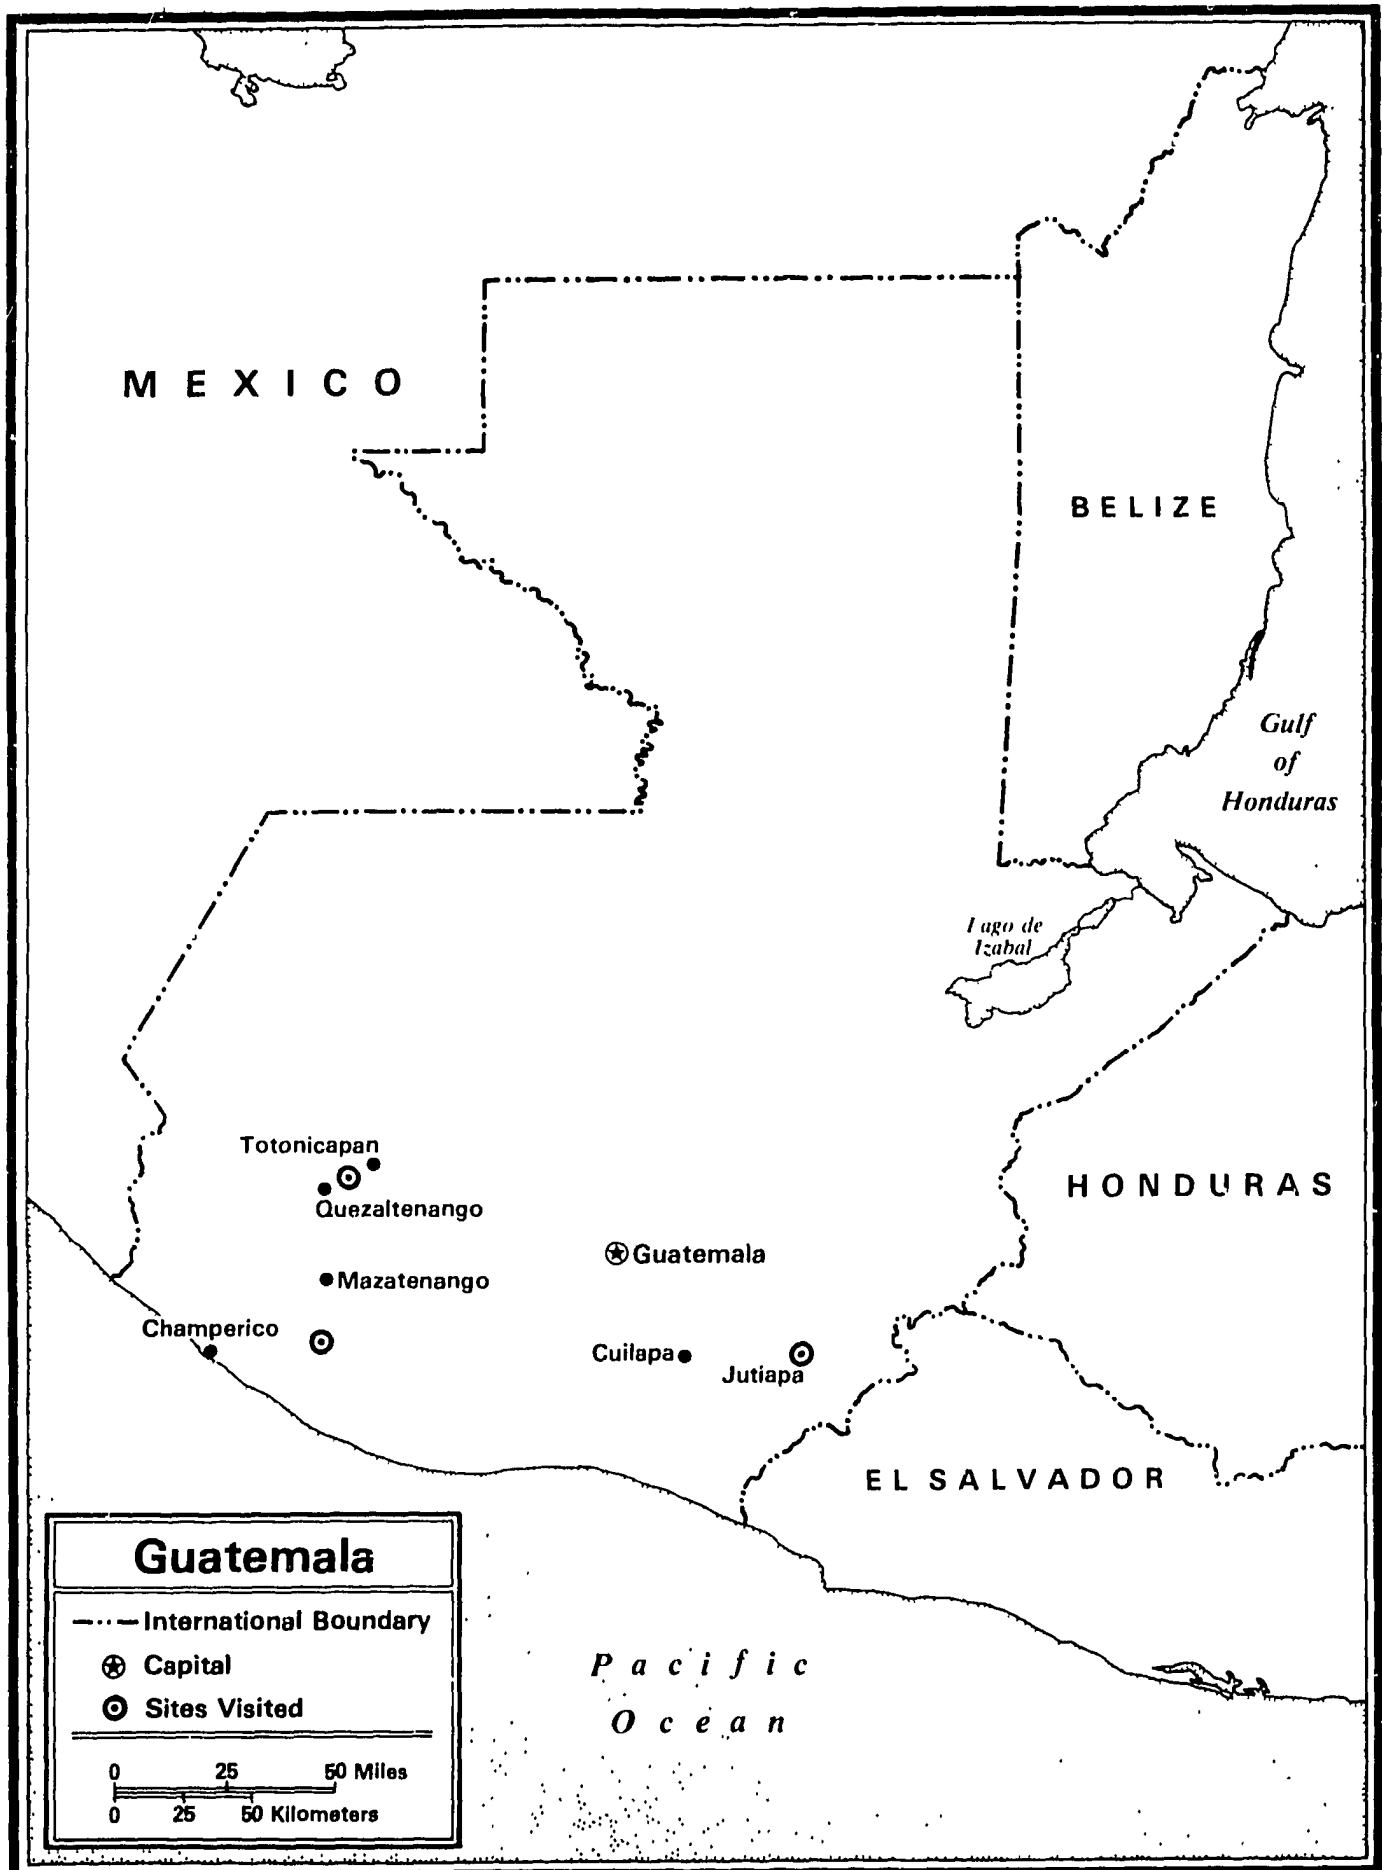 MEXICO
BELIZE
Gulf
of
Honduras
Lago de
Izabal
Totonicapan
Quezaltenango
HONDURAS
Guatemala
Mazatenango
Champerico
Cuilapa
Jutiapa
EL SALVADOR
Guatemala
International Boundary
Capital
Sites Visited
0 25 50 Miles
0 25 50 Kilometers
Pacific
Ocean